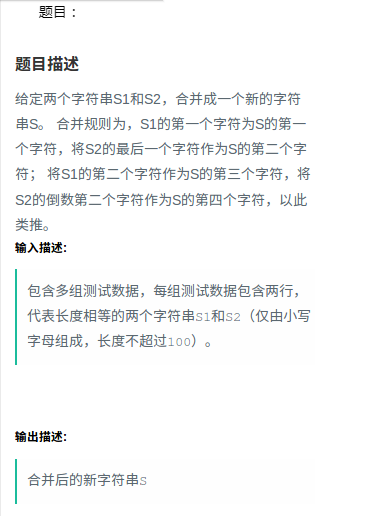 题目：
题目描述
给定两个字符串S1和S2，合并成一个新的字符
串S。 合并规则为，S1的第一个字符为S的第一
个字符，将S2的最后一个字符作为S的第二个字
符； 将S1的第二个字符作为S的第三个字符，将
S2的倒数第二个字符作为S的第四个字符，以此
类推。
输入描述:
包含多组测试数据，每组测试数据包含两行，
代表长度相等的两个字符串S1和S2（仅由小写
字母组成，长度不超过100）。
输出描述:
合并后的新字符串S